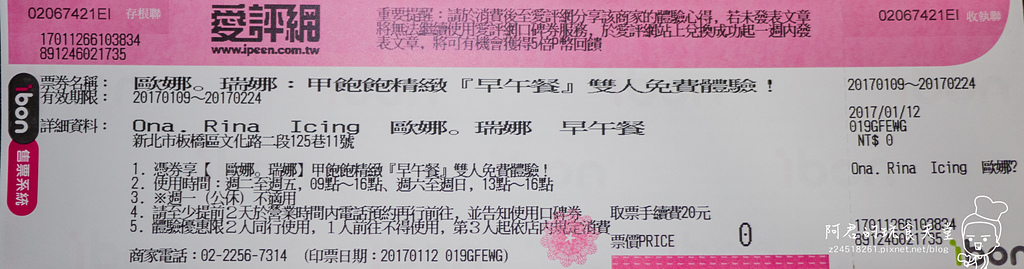 02067421EI 存根聯
17011266103834
891246021735
愛評網
www.ipeen.com.tw
重要提醒：請於消費後至愛評網分享該商家的體驗心得，若未發表文章
將無法繼續使用愛評網口碑券服務，於愛評網站上兌換成功起一週內發
表文章，將可有機會獲得5倍P幣回饋
02067421EI 收執聯
ibon
售票系統
票券名稱： 歐娜。瑞娜：甲飽飽精緻『早午餐』雙人免費體驗！
有效期限： 20170109～20170224
詳細資料： Ona. Rina Icing 歐娜。瑞娜 早午餐
新北市板橋區文化路二段125巷11號
1. 憑券享【 歐娜。瑞娜】甲飽飽精緻『早午餐』雙人免費體驗！
2. 使用時間：週二至週五，09點～16點、週六至週日，13點～16點
3. ※週一（公休）不適用
4. 請至少提前2天於營業時間內電話預約再行前往，並告知使用口碑券
5. 體驗優惠限2人同行使用，1人前往不得使用，第3人起依店內規定消費
商家電話：02-2256-7314 (印票日期：20170112 019GFEWG)
取票手續費20元
票價PRICE 0
20170109～20170224
2017/01/12
019GFEWG
NT$ 0
Ona. Rina Icing 歐娜?
17011266103834
891246021735
ibon
z24518261.pixnet.net/blog